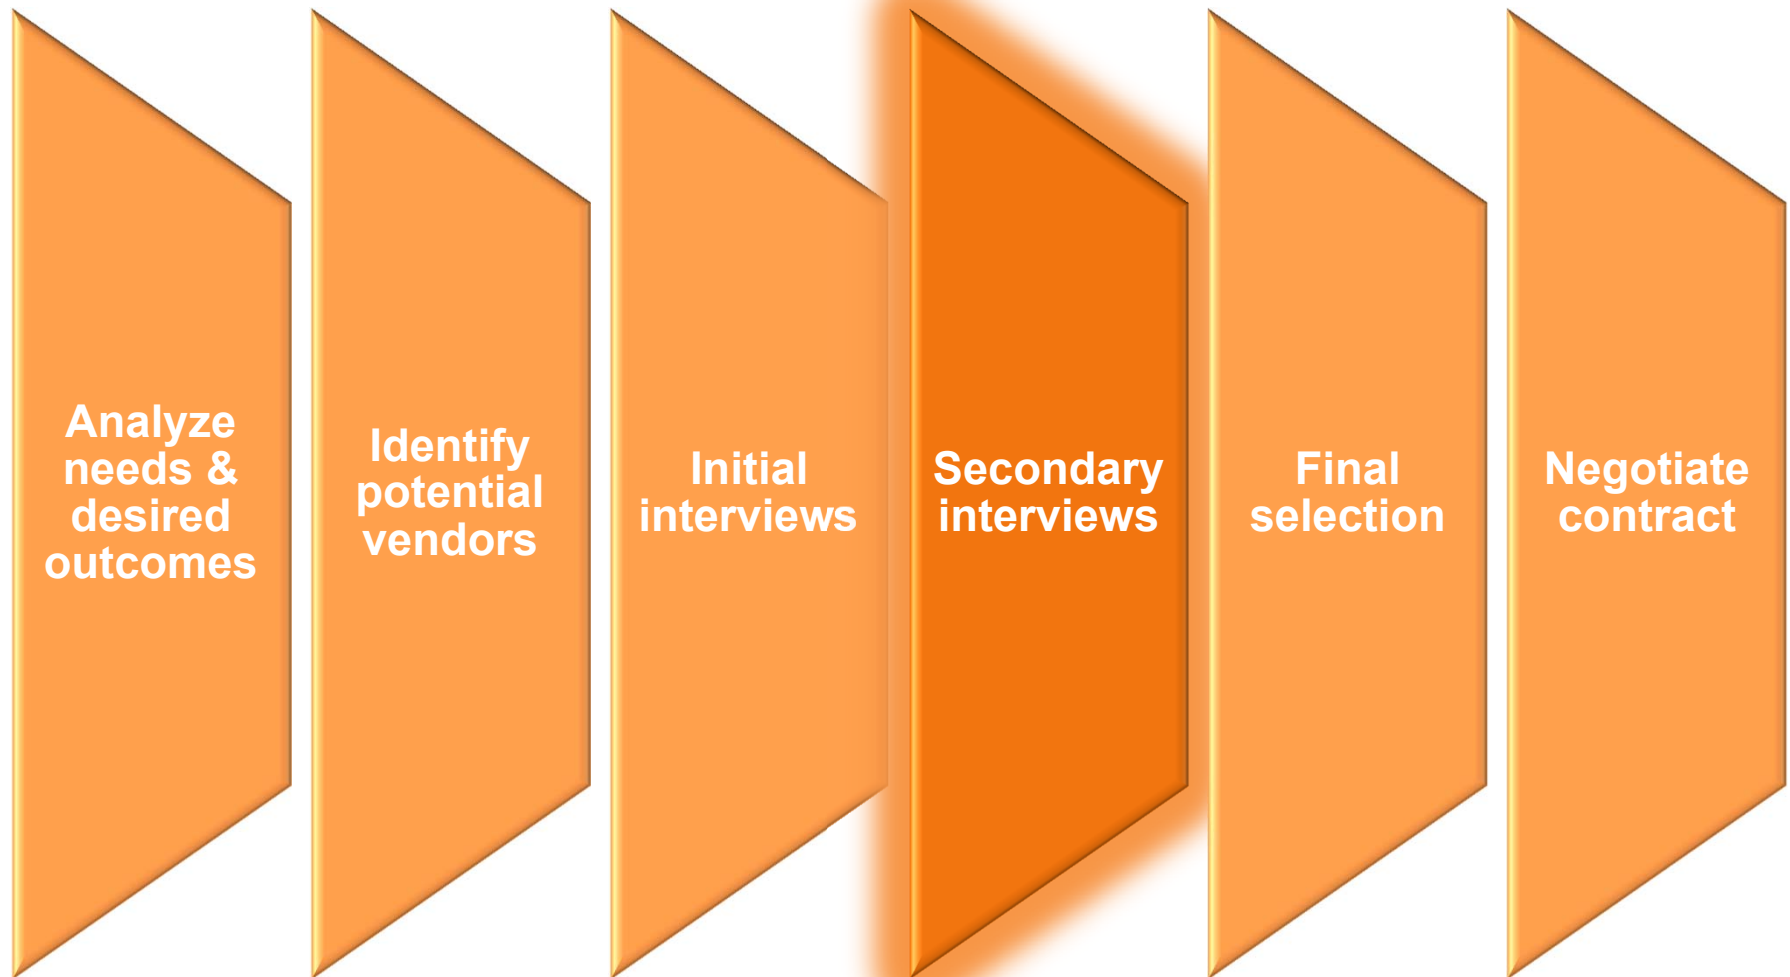 Analyze
needs &
desired
outcomes
Identify
potential
vendors
Initial
interviews
Secondary
interviews
Final
selection
Negotiate
contract